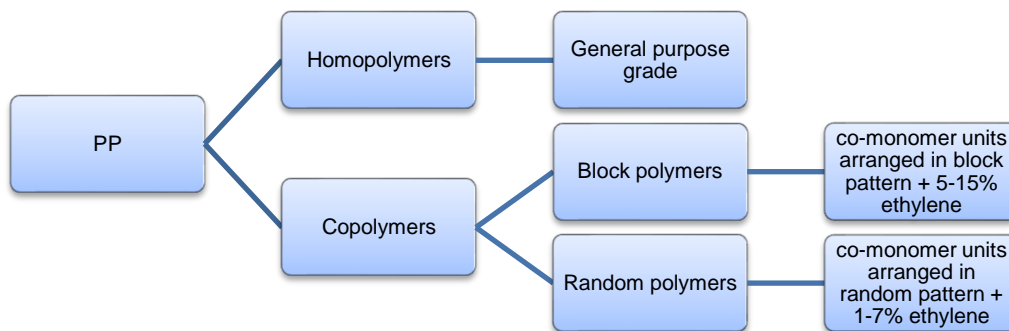 PP
Homopolymers
General purpose
grade
Copolymers
Block polymers
co-monomer units
arranged in block
pattern + 5-15%
ethylene
Random polymers
co-monomer units
arranged in
random pattern +
1-7% ethylene